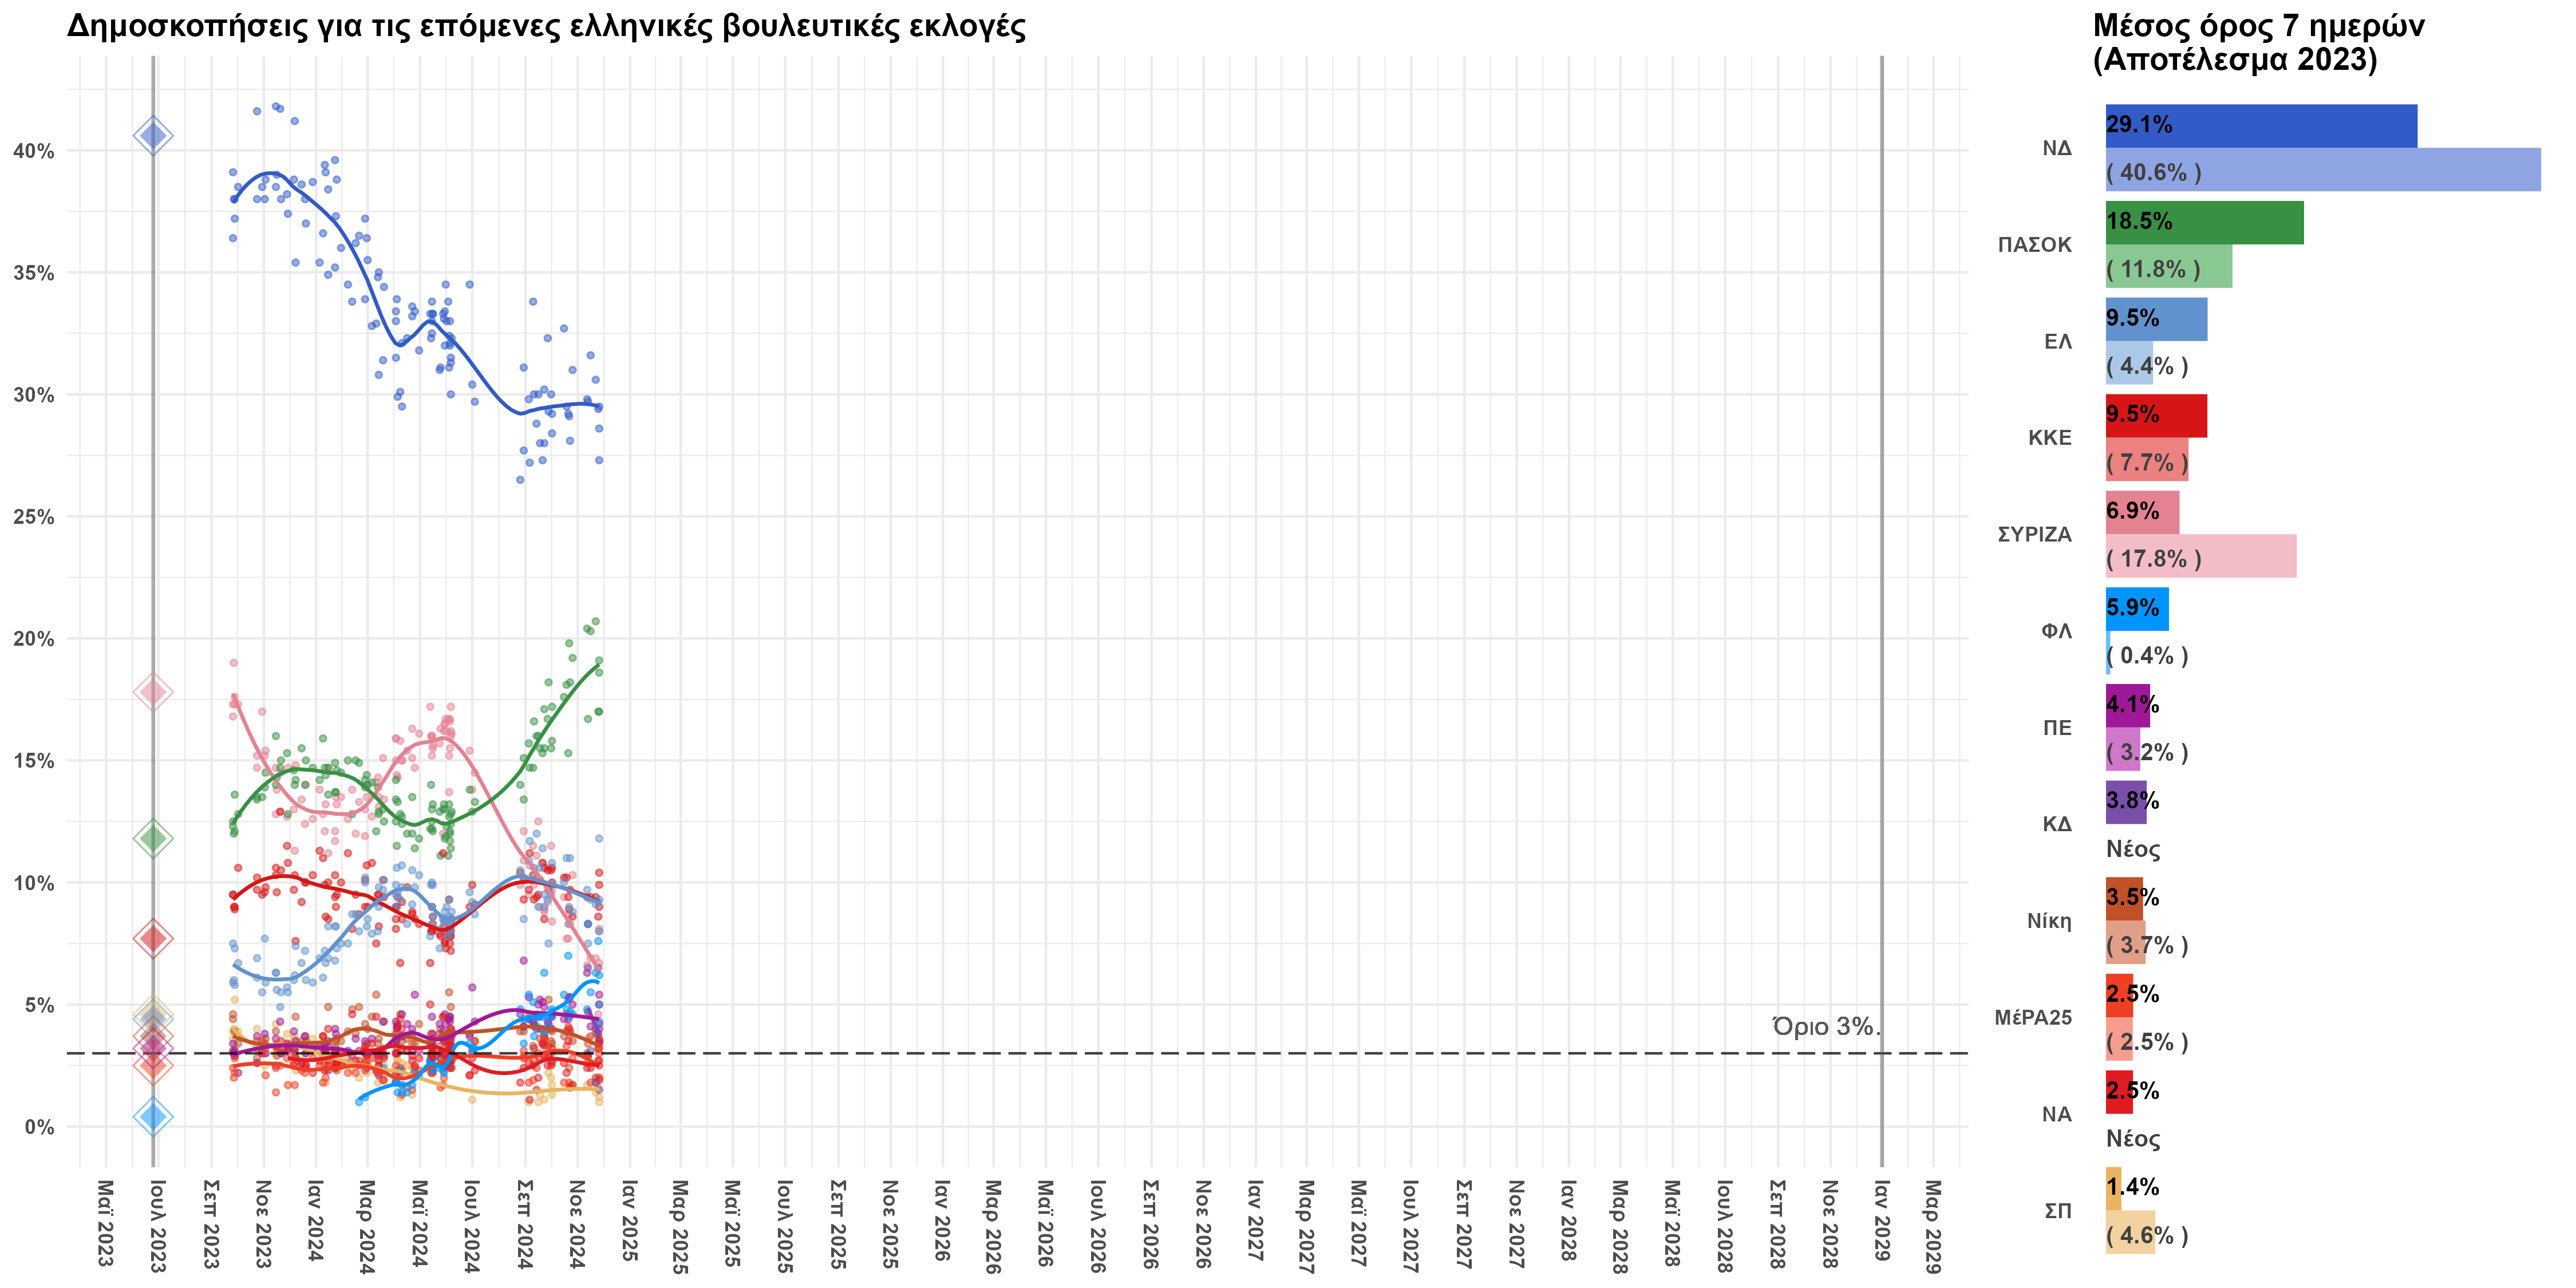 Δημοσκοπήσεις για τις επόμενες ελληνικές βουλευτικές εκλογές
40%
35%
30%
25%
20%
15%
10%
5%
0%
Όριο 3%.
Μαϊ 2023
Ιουλ 2023
Σεπ 2023
Νοε 2023
Ιαν 2024
Μαρ 2024
Μαϊ 2024
Ιουλ 2024
Σεπ 2024
Νοε 2024
Ιαν 2025
Μαρ 2025
Μαϊ 2025
Ιουλ 2025
Σεπ 2025
Νοε 2025
Ιαν 2026
Μαρ 2026
Μαϊ 2026
Ιουλ 2026
Σεπ 2026
Νοε 2026
Ιαν 2027
Μαρ 2027
Μαϊ 2027
Ιουλ 2027
Σεπ 2027
Νοε 2027
Ιαν 2028
Μαρ 2028
Μαϊ 2028
Ιουλ 2028
Σεπ 2028
Νοε 2028
Ιαν 2029
Μαρ 2029
Μέσος όρος 7 ημερών
(Αποτέλεσμα 2023)
ΝΔ
29.1%
( 40.6% )
ΠΑΣΟΚ
18.5%
( 11.8% )
ΕΛ
9.5%
( 4.4% )
ΚΚΕ
9.5%
( 7.7% )
ΣΥΡΙΖΑ
6.9%
( 17.8% )
ΦΛ
5.9%
( 0.4% )
ΠΕ
4.1%
( 3.2% )
ΚΔ
3.8%
Νέος
Νίκη
3.5%
( 3.7% )
ΜέΡΑ25
2.5%
( 2.5% )
ΝΑ
2.5%
Νέος
ΣΠ
1.4%
( 4.6% )